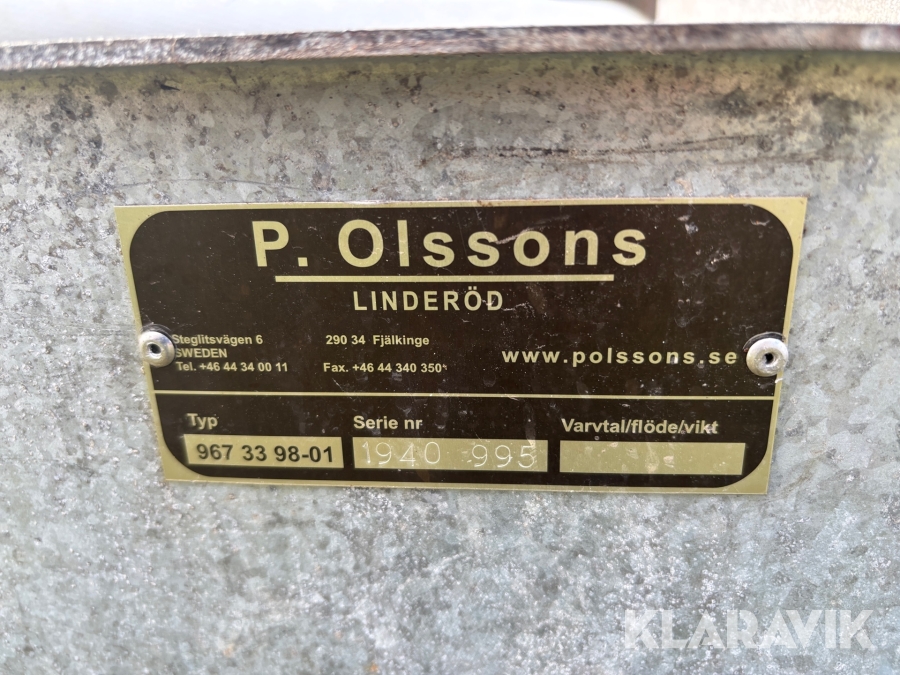 P. Olssons
LINDERÖD
Steglitsvägen 6 290 34 Fjälkinge
SWEDEN
Tel. +46 44 34 00 11 Fax. +46 44 340 350
www.polssons.se
Typ Serie nr Varvtal/flöde/vikt
967 33 98-01 1940 995
KLARAVIK